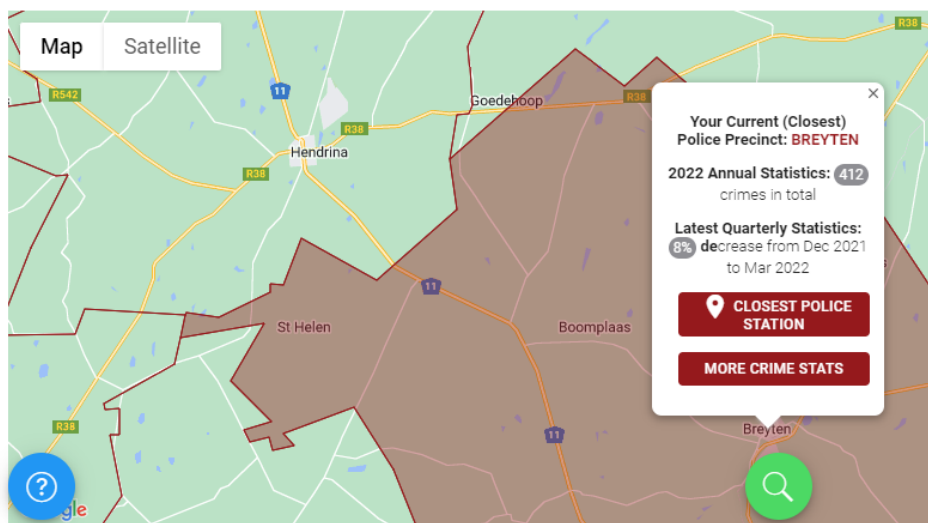 Map
Satellite
R38
R542
11
Goedehoop
R38
R38
Hendrina
R38
11
St Helen
Boomplaas
R38
11
Breyten
×
Your Current (Closest)
Police Precinct: BREYTEN
2022 Annual Statistics: 412
crimes in total
Latest Quarterly Statistics:
8% decrease from Dec 2021
to Mar 2022
CLOSEST POLICE
STATION
MORE CRIME STATS
?
gle